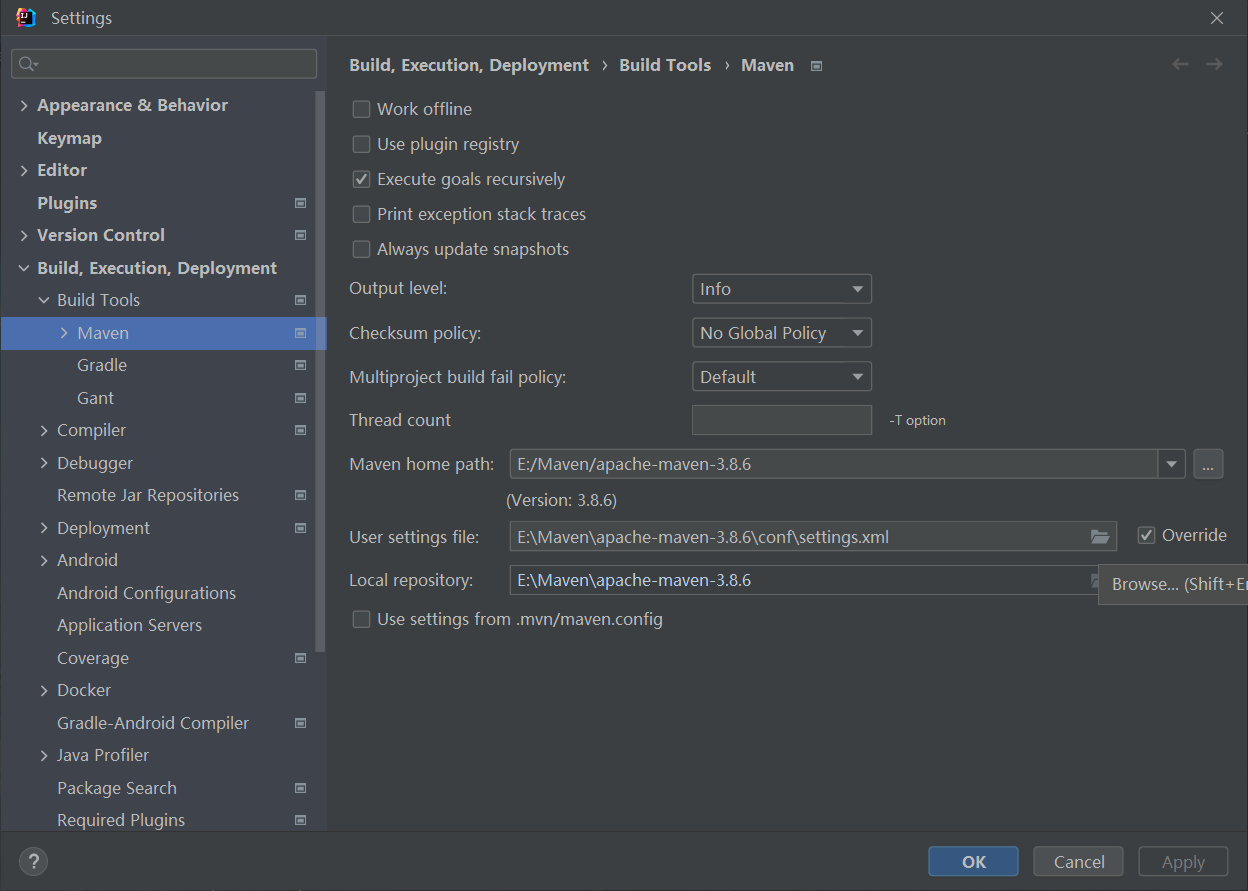 Settings
Build, Execution, Deployment › Build Tools › Maven
Appearance & Behavior
Keymap
Editor
Plugins
Version Control
Build, Execution, Deployment
Build Tools
Maven
Gradle
Gant
Compiler
Debugger
Remote Jar Repositories
Deployment
Android
Android Configurations
Application Servers
Coverage
Docker
Gradle-Android Compiler
Java Profiler
Package Search
Required Plugins
Work offline
Use plugin registry
Execute goals recursively
Print exception stack traces
Always update snapshots
Output level: Info
Checksum policy: No Global Policy
Multiproject build fail policy: Default
Thread count -T option
Maven home path: E:/Maven/apache-maven-3.8.6 ...
(Version: 3.8.6)
User settings file: E:\Maven\apache-maven-3.8.6\conf\settings.xml Override
Local repository: E:\Maven\apache-maven-3.8.6 Browse... (Shift+E
Use settings from .mvn/maven.config
? OK Cancel Apply